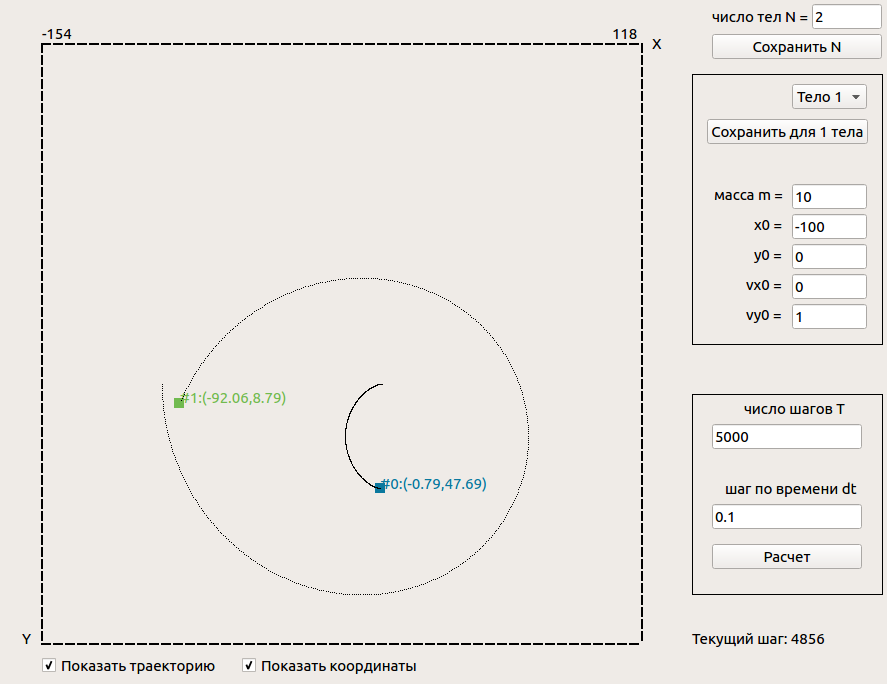 число тел N = 2
Сохранить N
-154 118
X
Тело 1
Сохранить для 1 тела
масса m = 10
x0 = -100
y0 = 0
vx0 = 0
vy0 = 1
#1:(-92.06,8.79)
#0:(-0.79,47.69)
число шагов T
5000
шаг по времени dt
0.1
Расчет
Y
Текущий шаг: 4856
Показать траекторию Показать координаты